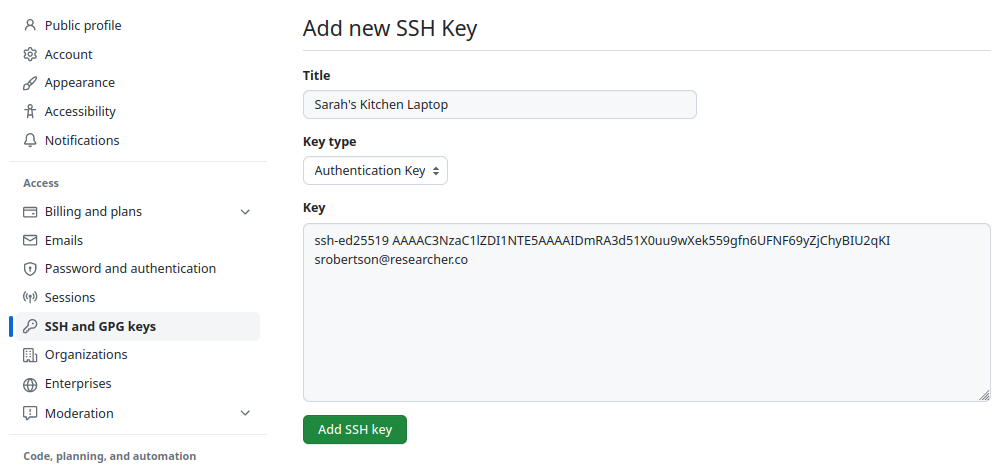 Public profile
Account
Appearance
Accessibility
Notifications
Access
Billing and plans
Emails
Password and authentication
Sessions
SSH and GPG keys
Organizations
Enterprises
Moderation
Code, planning, and automation
Add new SSH Key
Title
Sarah's Kitchen Laptop
Key type
Authentication Key
Key
ssh-ed25519 AAAAC3NzaC1lZDI1NTE5AAAAIDmRA3d51X0uu9wXek559gfn6UFNF69yZjChyBIU2qKI
srobertson@researcher.co
Add SSH key